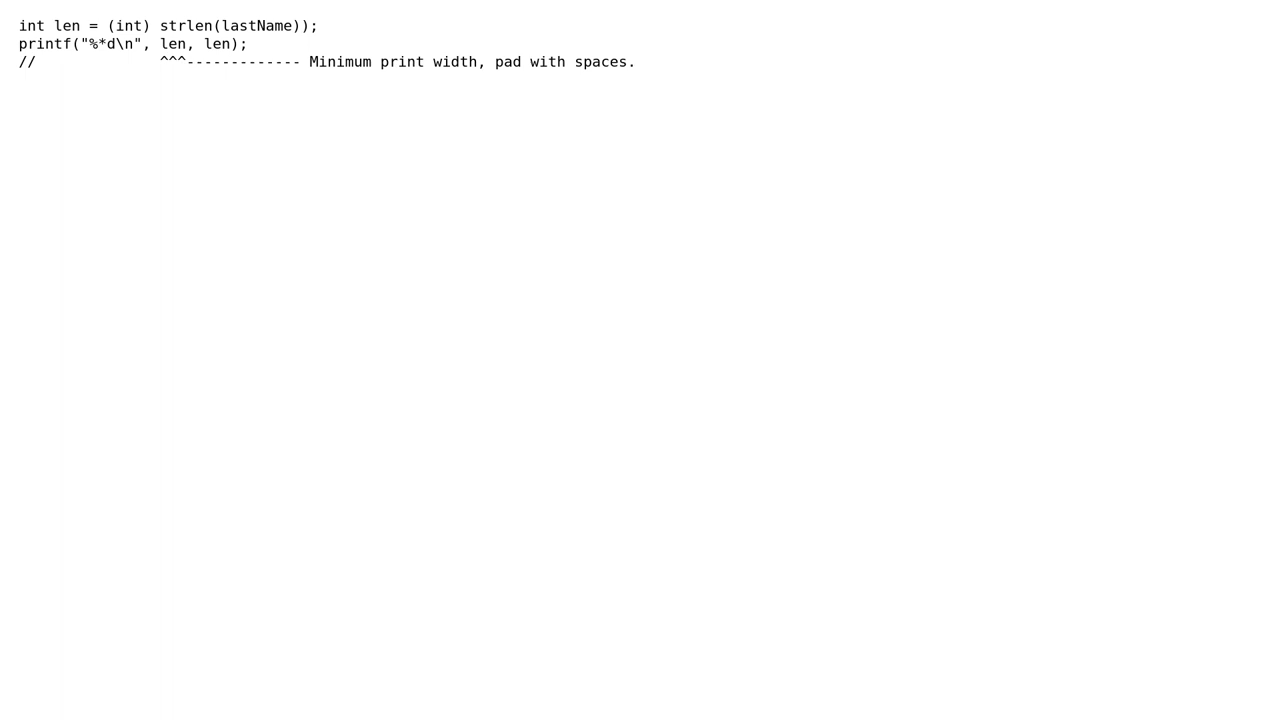 int len = (int) strlen(lastName));
printf("%*d\n", len, len);
//              ^^^------------- Minimum print width, pad with spaces.